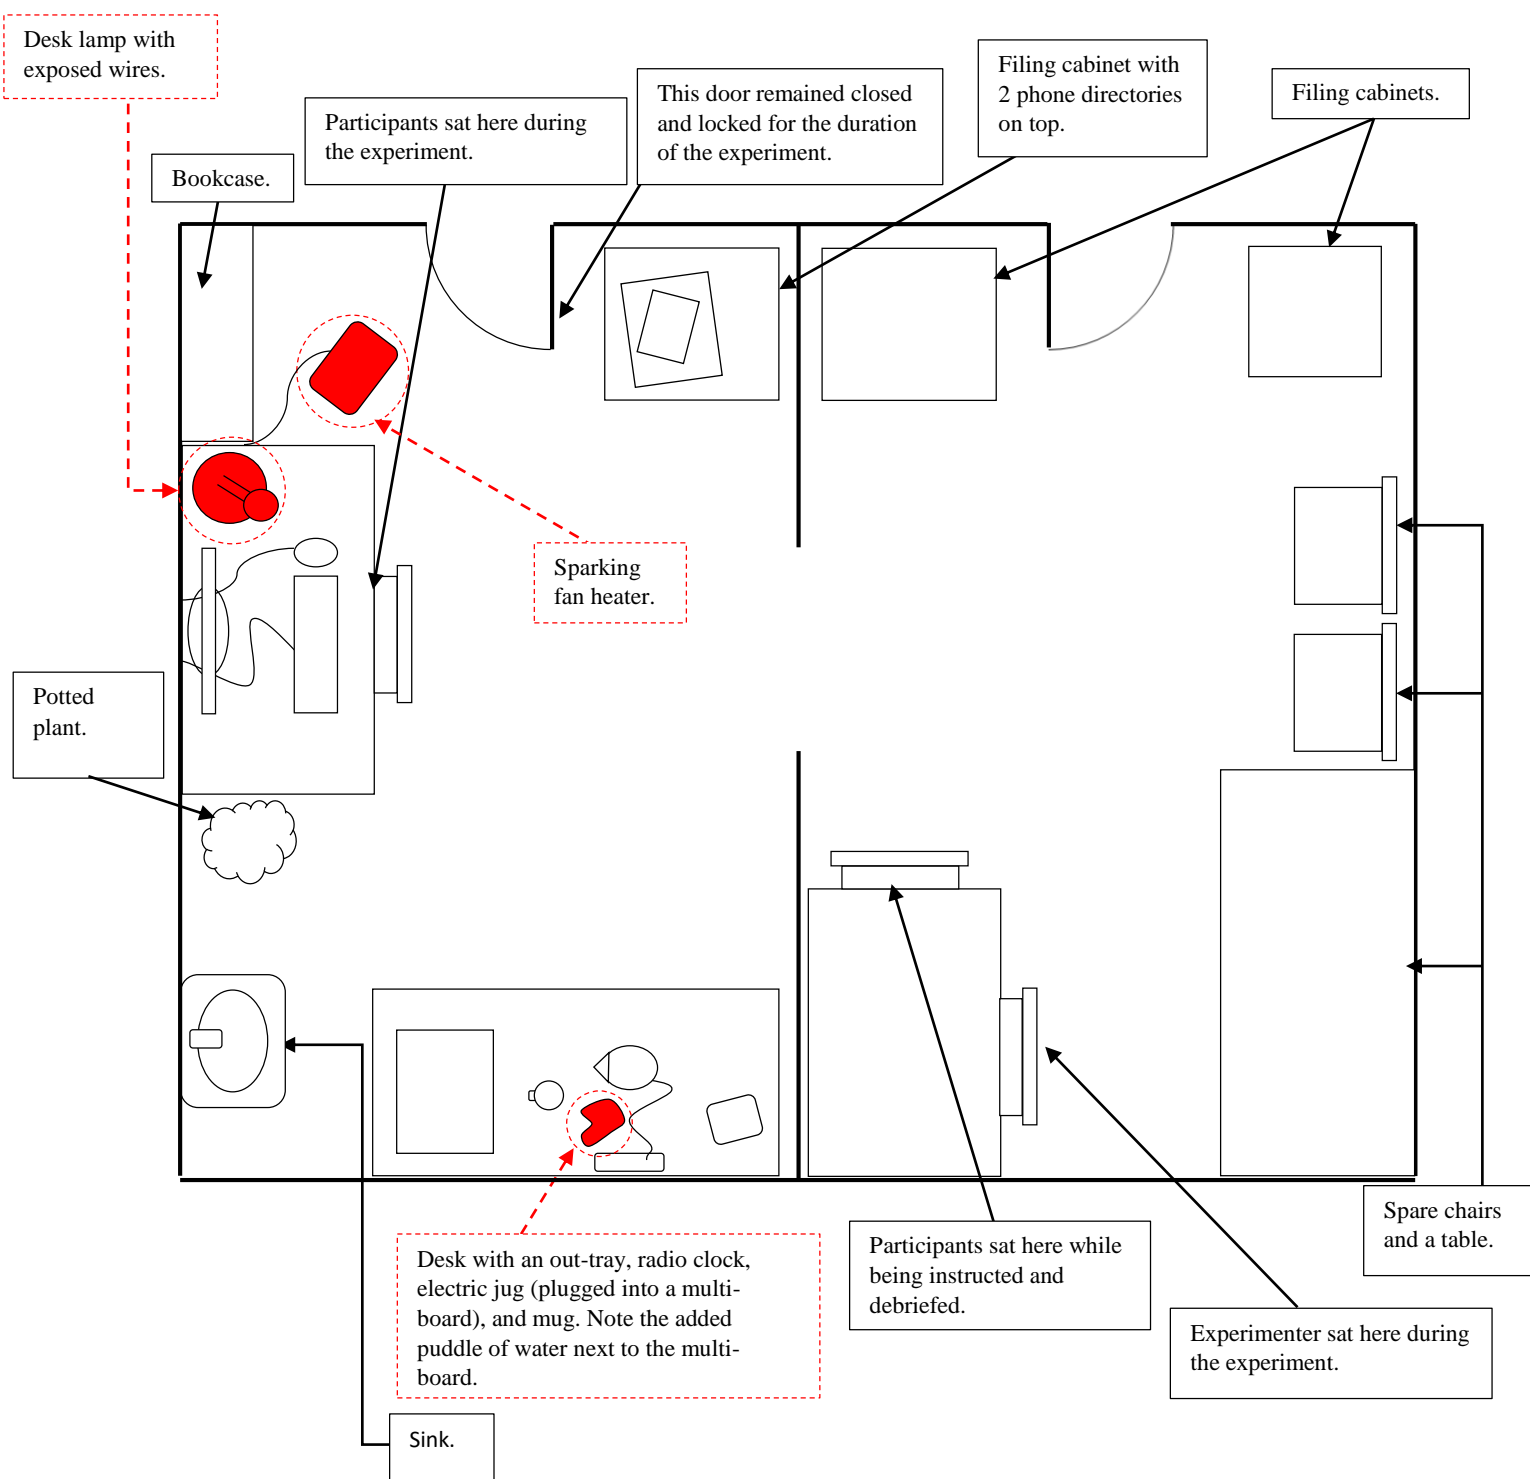 Desk lamp with
exposed wires.
Participants sat here during
the experiment.
This door remained closed
and locked for the duration
of the experiment.
Filing cabinet with
2 phone directories
on top.
Filing cabinets.
Bookcase.
Sparking
fan heater.
Potted
plant.
Desk with an out-tray, radio clock,
electric jug (plugged into a multi-
board), and mug. Note the added
puddle of water next to the multi-
board.
Participants sat here while
being instructed and
debriefed.
Spare chairs
and a table.
Experimenter sat here during
the experiment.
Sink.